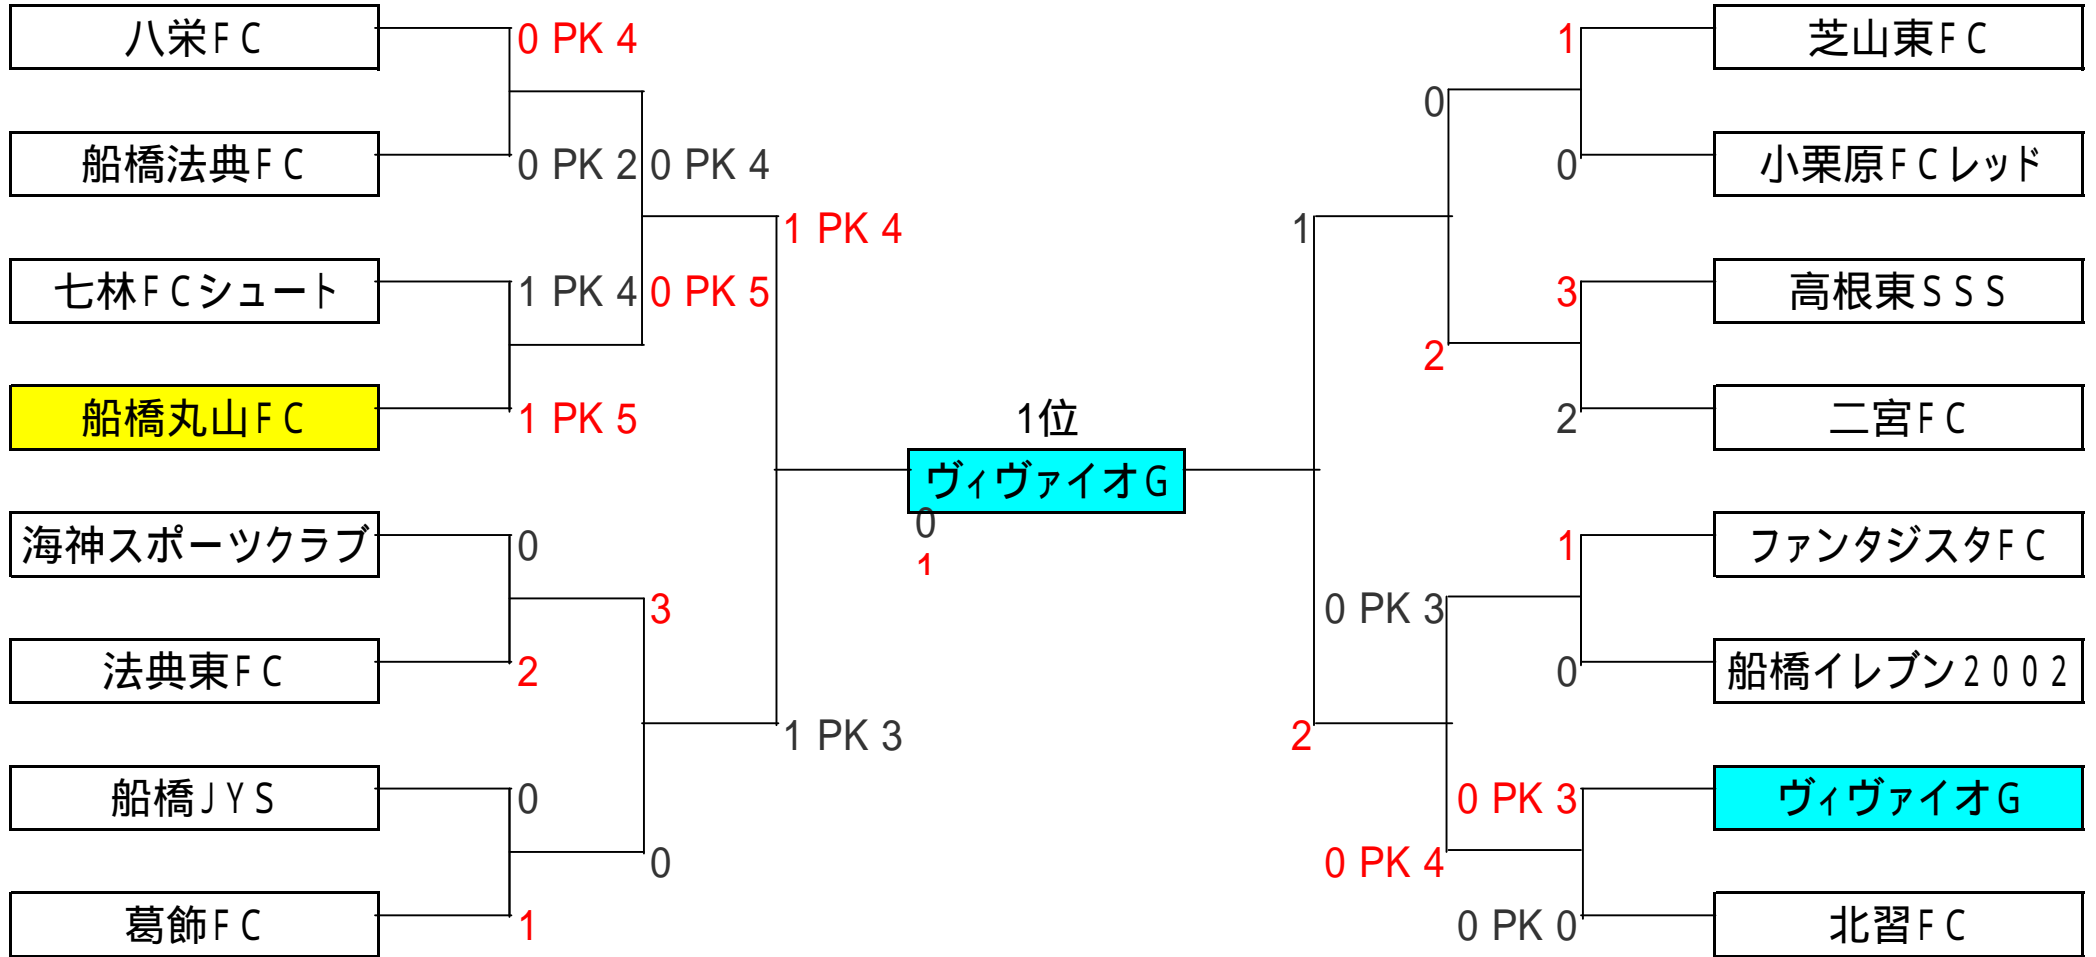 八栄FC
0 PK 4
1
芝山東FC
0
船橋法典FC
0 PK 2
0 PK 4
0
小栗原FCレッド
1 PK 4
1
七林FCシュート
1 PK 4
0 PK 5
3
高根東SSS
2
船橋丸山FC
1 PK 5
1位
2
二宮FC
ヴィヴァイオG
0
1
海神スポーツクラブ
0
1
ファンタジスタFC
3
0 PK 3
法典東FC
2
0
船橋イレブン2002
1 PK 3
2
船橋JYS
0
0 PK 3
ヴィヴァイオG
0
0 PK 4
葛飾FC
1
0 PK 0
北習FC